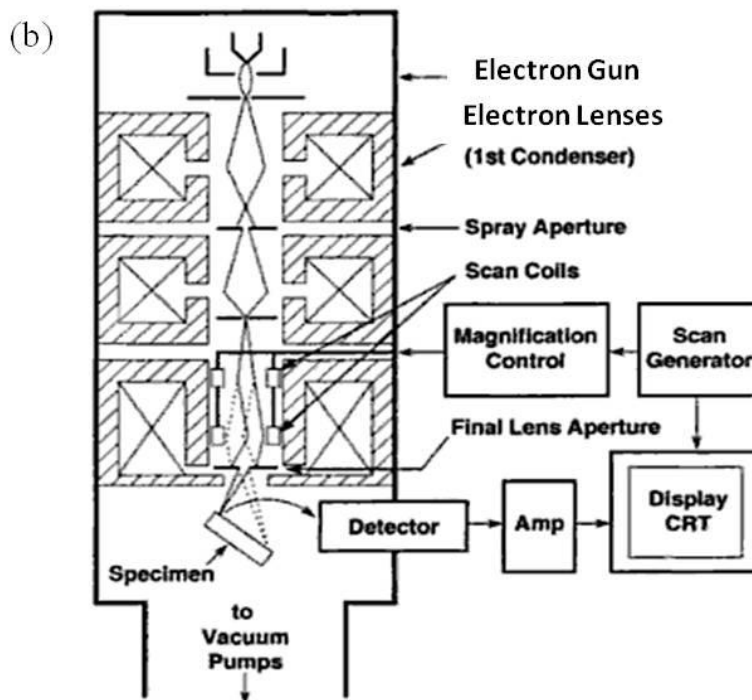 (b)
Electron Gun
Electron Lenses
(1st Condenser)
Spray Aperture
Scan Coils
Magnification
Control
Scan
Generator
Final Lens Aperture
Detector
Amp
Display
CRT
Specimen
to
Vacuum
Pumps